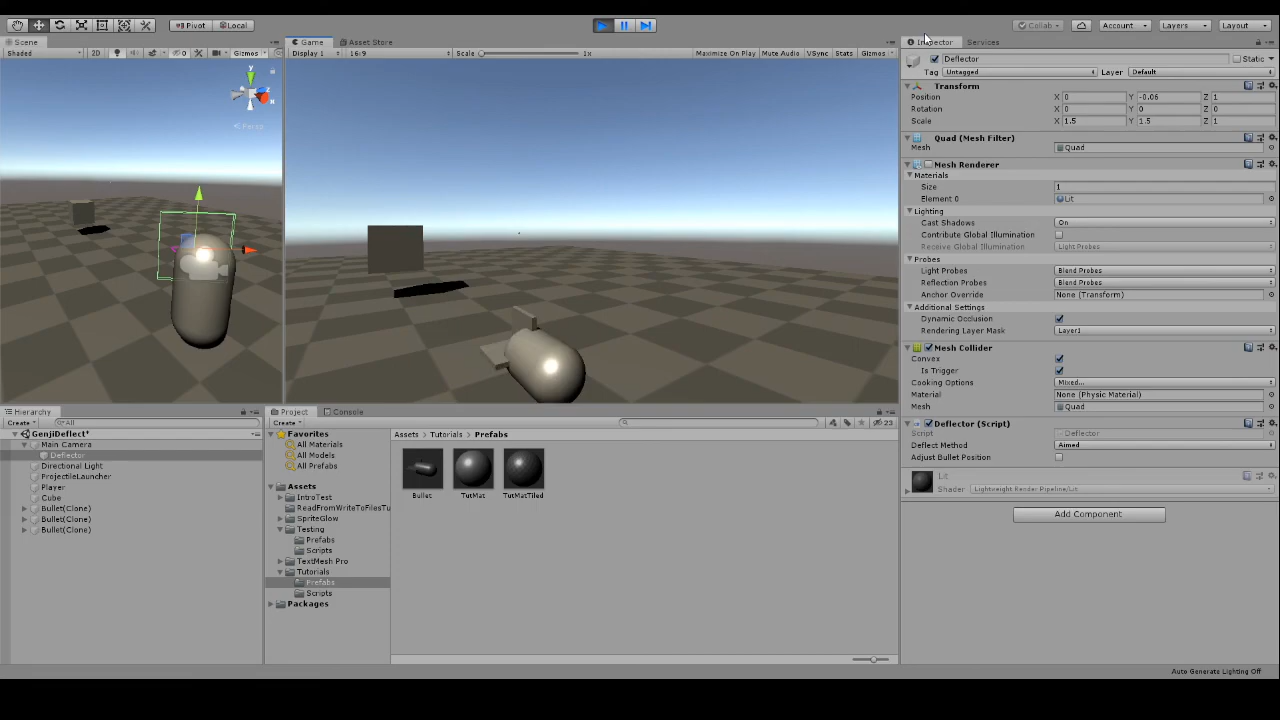 Pivot Local Collab Account Layers Layout
Scene
Shaded 2D 0 Gizmos
y
z
Persp
Game Asset Store
Display 1 16:9 Scale 1x Maximize On Play Mute Audio VSync Stats Gizmos
Inspector Services
Deflector Static
Tag Untagged Layer Default
Transform
Position X 0 Y -0.06 Z 1
Rotation X 0 Y 0 Z 0
Scale X 1.5 Y 1.5 Z 1
Quad (Mesh Filter)
Mesh Quad
Mesh Renderer
Materials
Size 1
Element 0 Lit
Lighting
Cast Shadows On
Contribute Global Illumination
Receive Global Illumination Light Probes
Probes
Light Probes Blend Probes
Reflection Probes Blend Probes
Anchor Override None (Transform)
Additional Settings
Dynamic Occlusion
Rendering Layer Mask Layer1
Mesh Collider
Convex
Is Trigger
Cooking Options Mixed...
Material None (Physic Material)
Mesh Quad
Deflector (Script)
Script Deflector
Deflect Method Aimed
Adjust Bullet Position
Lit
Shader Lightweight Render Pipeline/Lit
Add Component
Hierarchy
Create All
GenjiDeflect*
Main Camera
Deflector
Directional Light
ProjectileLauncher
Player
Cube
Bullet(Clone)
Bullet(Clone)
Bullet(Clone)
Project Console
Create 23
Favorites
All Materials
All Models
All Prefabs
Assets
IntroTest
ReadFromWriteToFilesTu
SpriteGlow
Testing
Prefabs
Scripts
TextMesh Pro
Tutorials
Prefabs
Scripts
Packages
Assets Tutorials Prefabs
Bullet TutMat TutMatTiled
Auto Generate Lighting Off